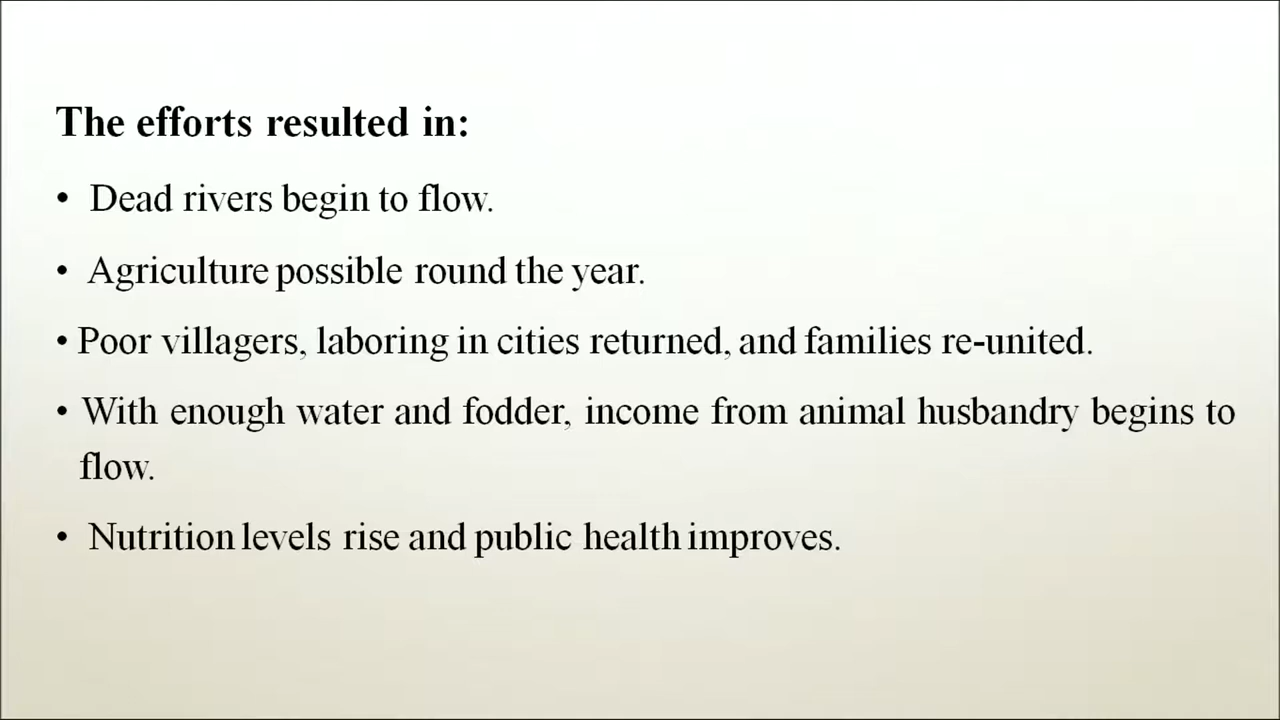 The efforts resulted in:
• Dead rivers begin to flow.
• Agriculture possible round the year.
• Poor villagers, laboring in cities returned, and families re-united.
• With enough water and fodder, income from animal husbandry begins to
flow.
• Nutrition levels rise and public health improves.